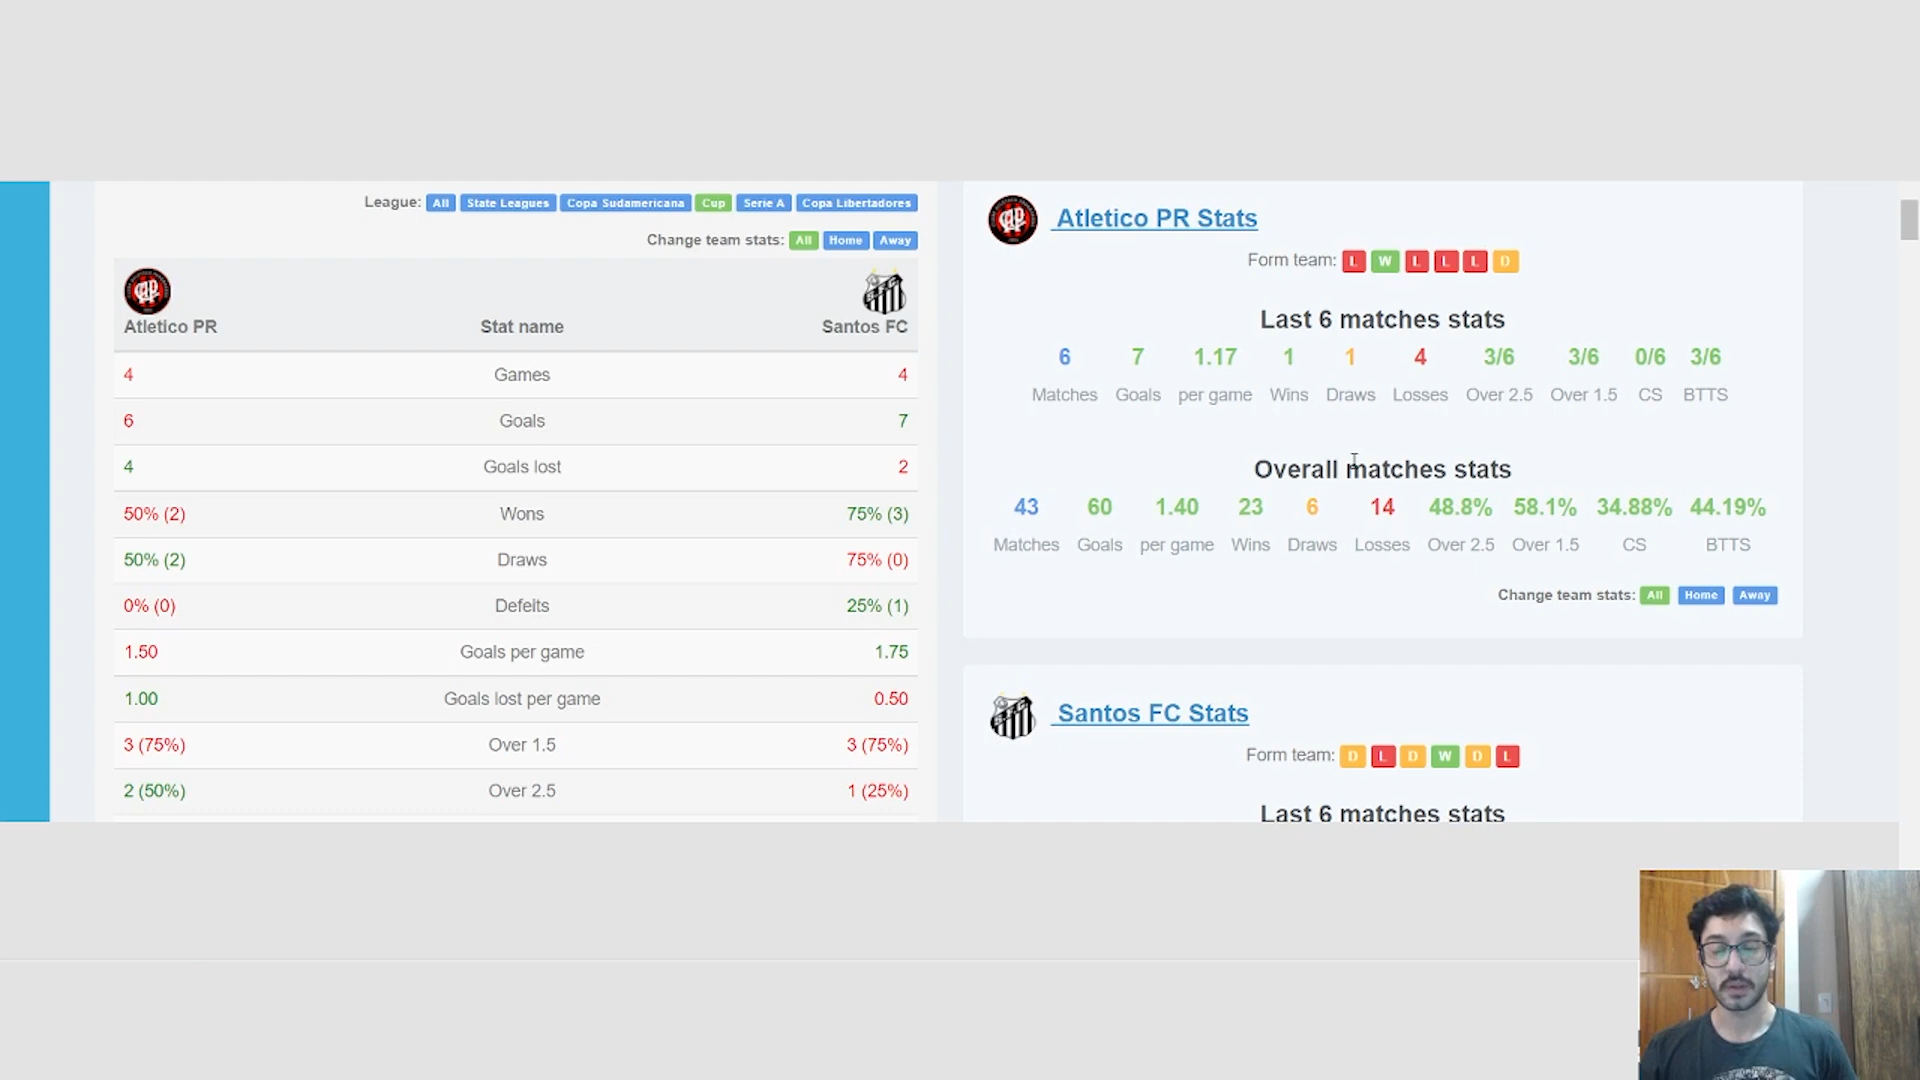 League: All State Leagues Copa Sudamericana Cup Serie A Copa Libertadores
Change team stats: All Home Away
Atletico PR Stat name Santos FC
4 Games 4
6 Goals 7
4 Goals lost 2
50% (2) Wons 75% (3)
50% (2) Draws 75% (0)
0% (0) Defeits 25% (1)
1.50 Goals per game 1.75
1.00 Goals lost per game 0.50
3 (75%) Over 1.5 3 (75%)
2 (50%) Over 2.5 1 (25%)
Atletico PR Stats
Form team: L W L L L D
Last 6 matches stats
6 7 1.17 1 1 4 3/6 3/6 0/6 3/6
Matches Goals per game Wins Draws Losses Over 2.5 Over 1.5 CS BTTS
Overall matches stats
43 60 1.40 23 6 14 48.8% 58.1% 34.88% 44.19%
Matches Goals per game Wins Draws Losses Over 2.5 Over 1.5 CS BTTS
Change team stats: All Home Away
Santos FC Stats
Form team: D L D W D L
Last 6 matches stats